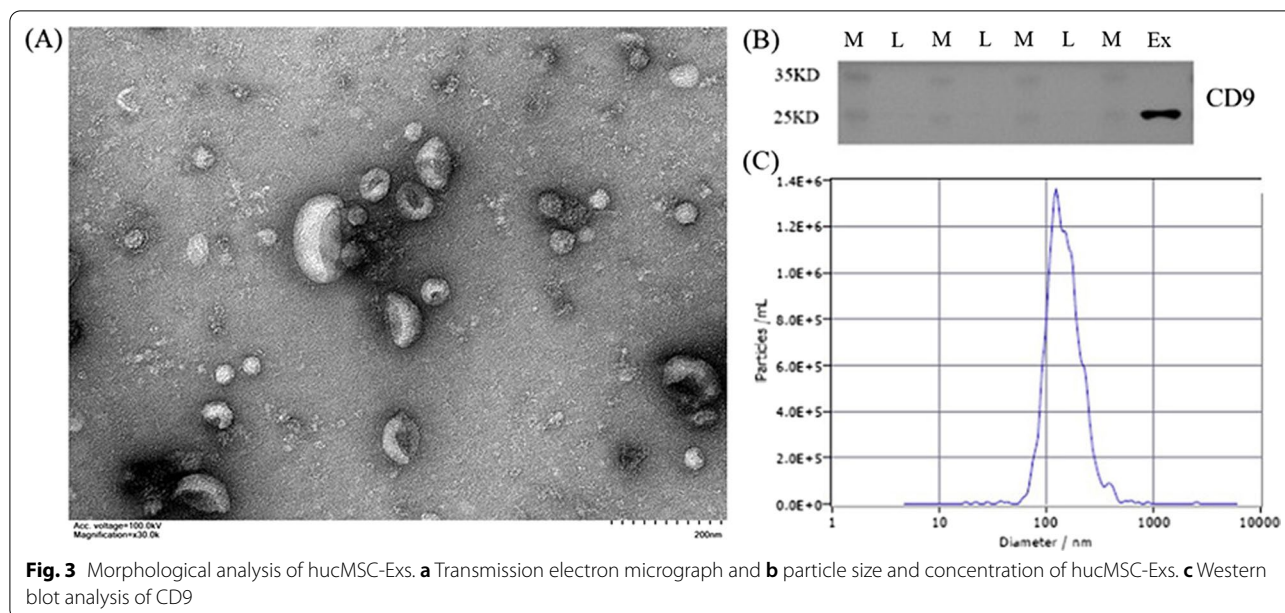 (A)
Acc. voltage=100.0kV
Magnification=x30.0k
200nm
(B)
M L M L M L M Ex
35KD
25KD
CD9
(C)
1.4E+6
1.2E+6
1.0E+6
8.0E+5
6.0E+5
4.0E+5
2.0E+5
0.0E+0
Particles /mL
1 10 100 1000 10000
Diameter / nm
Fig. 3 Morphological analysis of hucMSC-Exs. a Transmission electron micrograph and b particle size and concentration of hucMSC-Exs. c Western
blot analysis of CD9